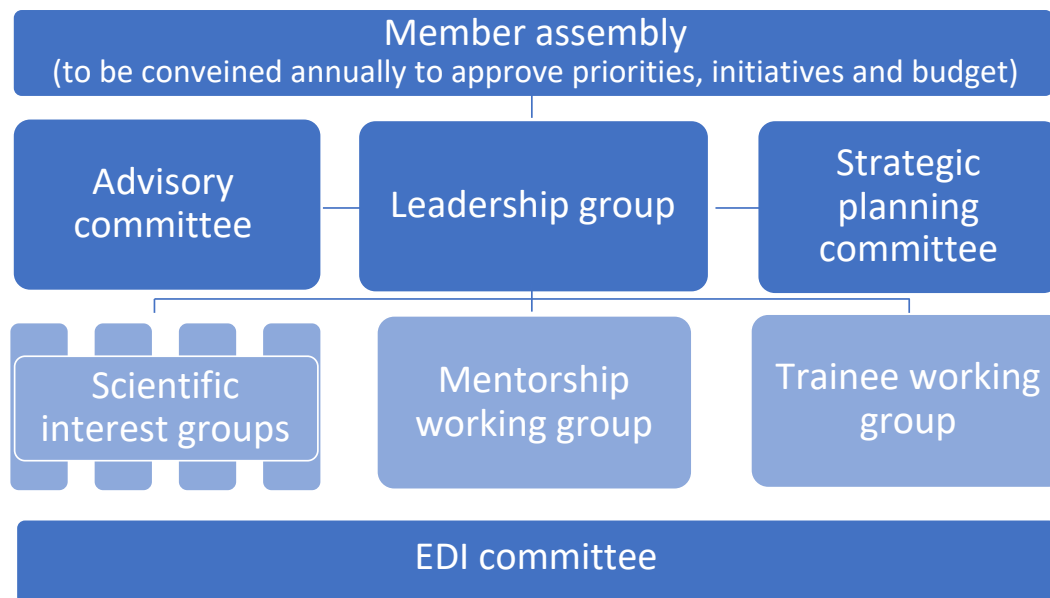 Member assembly
(to be conveined annually to approve priorities, initiatives and budget)
Advisory
committee
Leadership group
Strategic
planning
committee
Scientific
interest groups
Mentorship
working group
Trainee working
group
EDI committee